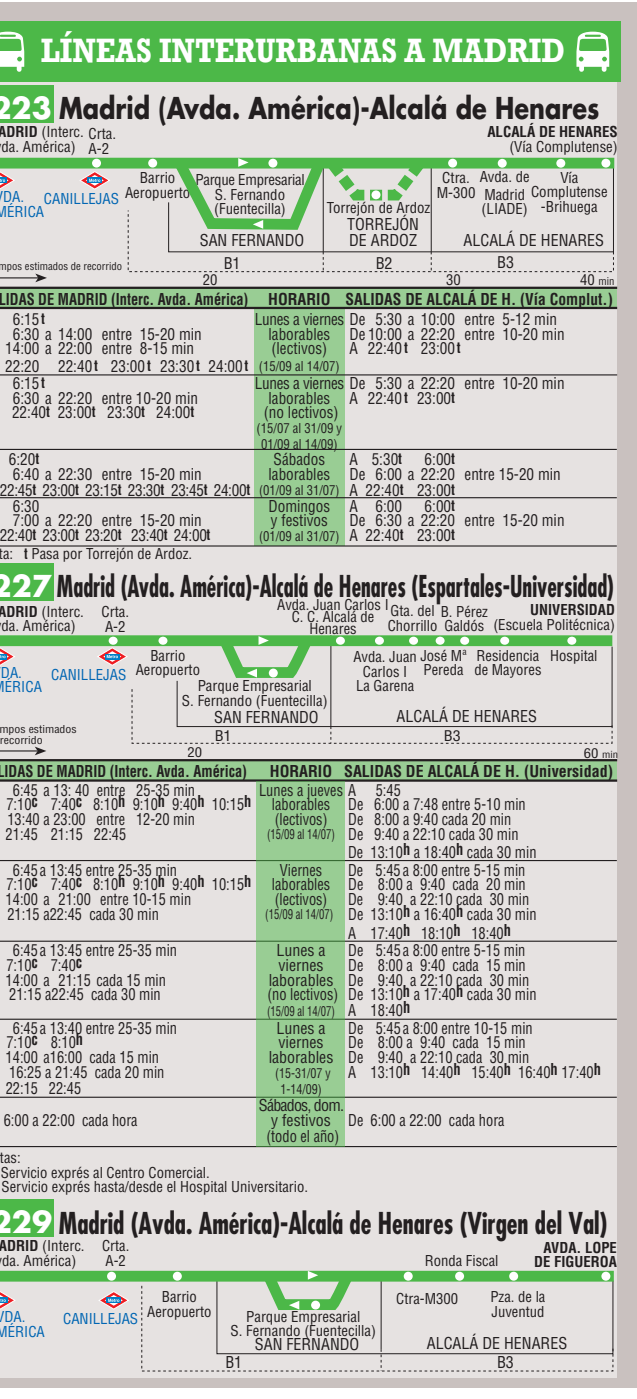 LÍNEAS INTERURBANAS A MADRID
223 Madrid (Avda. América)-Alcalá de Henares
ADRID (Interc.
vda. América)
Crta.
A-2
ALCALÁ DE HENARES
(Vía Complutense)
VDA.
MÉRICA
Metro
CANILLEJAS
Barrio
Aeropuerto
Parque Empresarial
S. Fernando
(Fuentecilla)
Torrejón de Ardoz
Ctra.
M-300
Avda. de
Madrid
(LIADE)
Vía
Complutense
-Brihuega
SAN FERNANDO
TORREJÓN
DE ARDOZ
ALCALÁ DE HENARES
mpos estimados de recorrido
B1 B2 B3
20 30 40 min
LIDAS DE MADRID (Interc. Avda. América) HORARIO SALIDAS DE ALCALÁ DE H. (Vía Complut.)
6:15t
6:30 a 14:00 entre 15-20 min
14:00 a 22:00 entre 8-15 min
22:20 22:40t 23:00t 23:30t 24:00t
Lunes a viernes
laborables
(lectivos)
(15/09 al 14/07)
De 5:30 a 10:00 entre 5-12 min
De 10:00 a 22:20 entre 10-20 min
A 22:40t 23:00t
6:15t
6:30 a 22:20 entre 10-20 min
22:40t 23:00t 23:30t 24:00t
Lunes a viernes
laborables
(no lectivos)
(15/07 al 31/09 y
01/09 al 14/09)
De 5:30 a 22:20 entre 10-20 min
A 22:40t 23:00t
6:20t
6:40 a 22:30 entre 15-20 min
22:45t 23:00t 23:15t 23:30t 23:45t 24:00t
Sábados
laborables
(01/09 al 31/07)
A 5:30t 6:00t
De 6:00 a 22:20 entre 15-20 min
A 22:40t 23:00t
6:30
7:00 a 22:20 entre 15-20 min
22:40t 23:00t 23:20t 23:40t 24:00t
Domingos
y festivos
(01/09 al 31/07)
A 6:00 6:00t
De 6:30 a 22:20 entre 15-20 min
A 22:40t 23:00t
ta: t Pasa por Torrejón de Ardoz.
227 Madrid (Avda. América)-Alcalá de Henares (Espartales-Universidad)
ADRID (Interc.
vda. América)
Crta.
A-2
Avda. Juan Carlos I
C. C. Alcalá de
Henares
Gta. del
Chorrillo
B. Pérez
Galdós
UNIVERSIDAD
(Escuela Politécnica)
VDA.
MÉRICA
Metro
CANILLEJAS
Barrio
Aeropuerto
Parque Empresarial
S. Fernando (Fuentecilla)
Avda. Juan
Carlos I
La Garena
José Mª
Pereda
Residencia
de Mayores
Hospital
SAN FERNANDO
ALCALÁ DE HENARES
mpos estimados
recorrido
B1 B3
20 60 min
LIDAS DE MADRID (Interc. Avda. América) HORARIO SALIDAS DE ALCALÁ DE H. (Universidad)
6:45 a 13: 40 entre 25-35 min
7:10c 7:40c 8:10h 9:10h 9:40h 10:15h
13:40 a 23:00 entre 12-20 min
21:45 21:15 22:45
Lunes a jueves
laborables
(lectivos)
(15/09 al 14/07)
A 5:45
De 6:00 a 7:48 entre 5-10 min
De 8:00 a 9:40 cada 20 min
De 9:40 a 22:10 cada 30 min
De 13:10h a 18:40h cada 30 min
6:45 a 13:45 entre 25-35 min
7:10c 7:40c 8:10h 9:10h 9:40h 10:15h
14:00 a 21:00 entre 10-15 min
21:15 a22:45 cada 30 min
Viernes
laborables
(lectivos)
(15/09 al 14/07)
De 5:45 a 8:00 entre 5-15 min
De 8:00 a 9:40 cada 20 min
De 9:40 a 22:10 cada 30 min
De 13:10h a 16:40h cada 30 min
A 17:40h 18:10h 18:40h
6:45 a 13:45 entre 25-35 min
7:10c 7:40c
14:00 a 21:15 cada 15 min
21:15 a22:45 cada 30 min
Lunes a
viernes
laborables
(no lectivos)
(15/09 al 14/07)
De 5:45 a 8:00 entre 5-15 min
De 8:00 a 9:40 cada 15 min
De 9:40 a 22:10 cada 30 min
De 13:10h a 17:40h cada 30 min
A 18:40h
6:45 a 13:40 entre 25-35 min
7:10c 8:10h
14:00 a16:00 cada 15 min
16:25 a 21:45 cada 20 min
22:15 22:45
Lunes a
viernes
laborables
(15-31/07 y
1-14/09)
De 5:45 a 8:00 entre 10-15 min
De 8:00 a 9:40 cada 15 min
De 9:40 a 22:10 cada 30 min
A 13:10h 14:40h 15:40h 16:40h 17:40h
6:00 a 22:00 cada hora
Sábados, dom.
y festivos
(todo el año)
De 6:00 a 22:00 cada hora
tas:
Servicio exprés al Centro Comercial.
Servicio exprés hasta/desde el Hospital Universitario.
229 Madrid (Avda. América)-Alcalá de Henares (Virgen del Val)
ADRID (Interc.
vda. América)
Crta.
A-2
Ronda Fiscal
AVDA. LOPE
DE FIGUEROA
VDA.
MÉRICA
Metro
CANILLEJAS
Barrio
Aeropuerto
Parque Empresarial
S. Fernando (Fuentecilla)
Ctra-M300
Pza. de la
Juventud
SAN FERNANDO
ALCALÁ DE HENARES
B1 B3